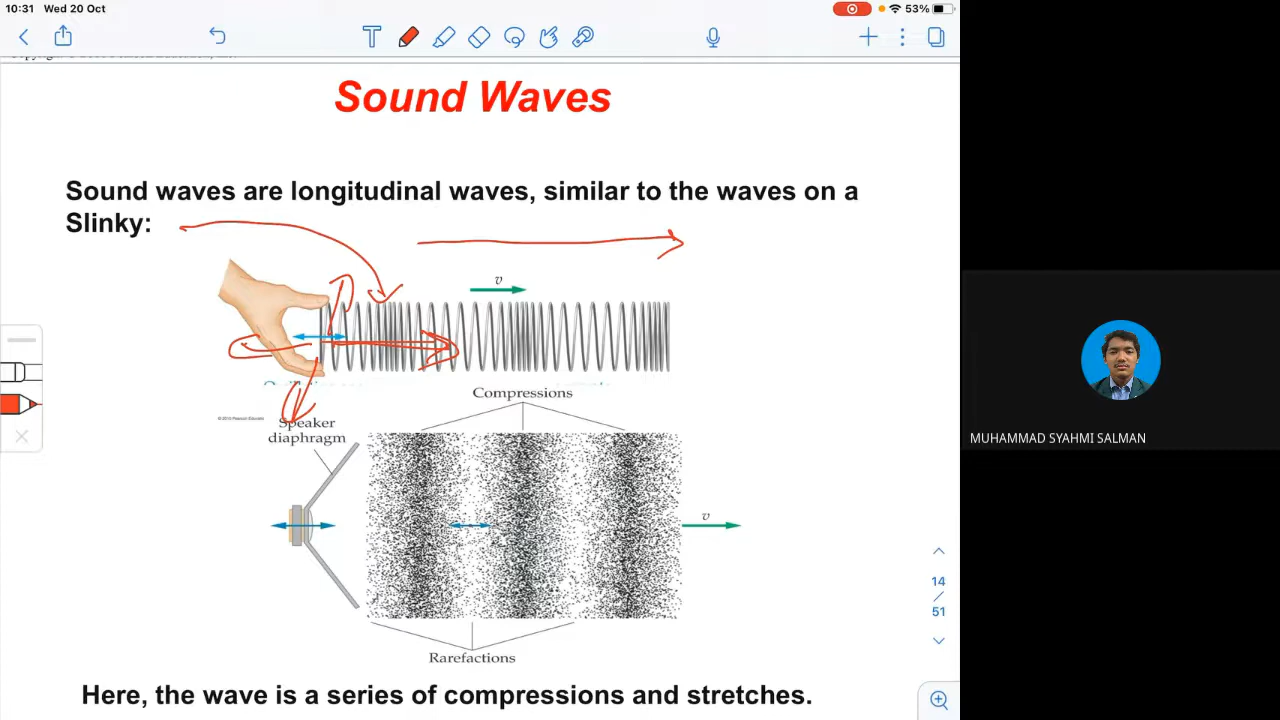 10:31 Wed 20 Oct
53%
Sound Waves
Sound waves are longitudinal waves, similar to the waves on a
Slinky:
v
Compressions
Speaker
diaphragm
v
Rarefactions
14
51
Here, the wave is a series of compressions and stretches.
MUHAMMAD SYAHMI SALMAN